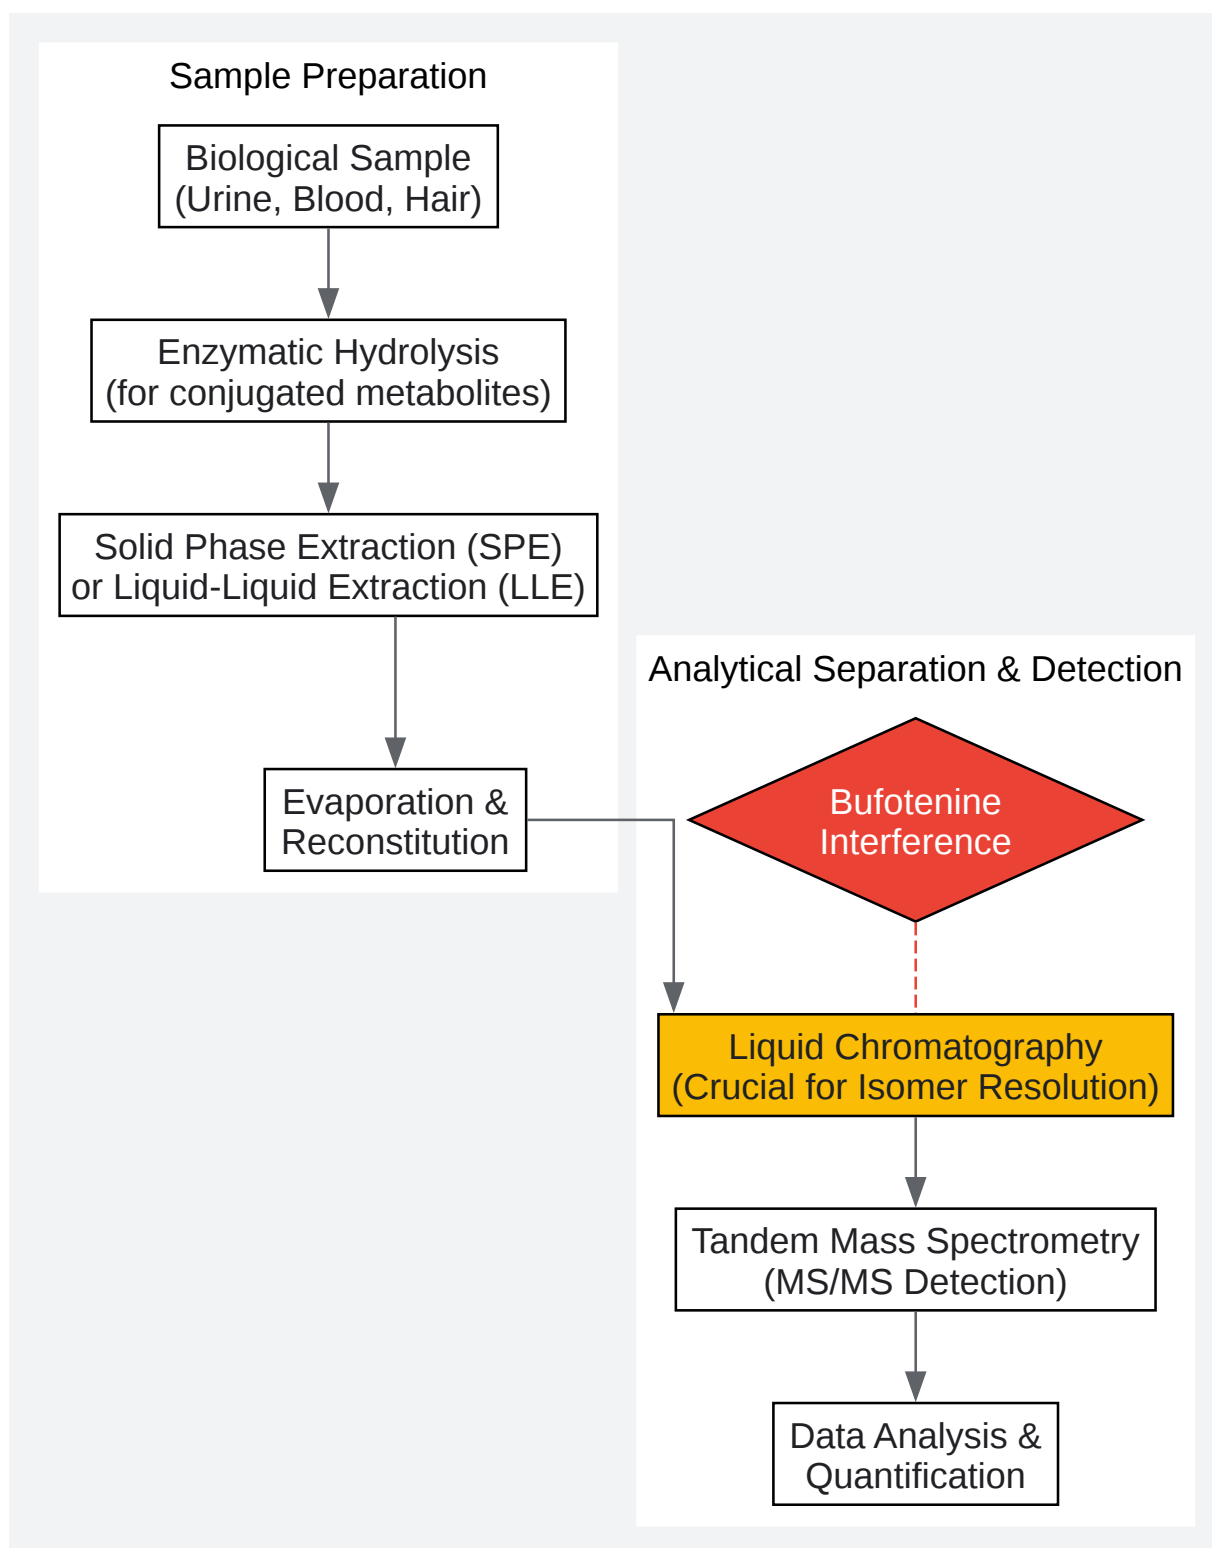 Sample Preparation
Biological Sample
(Urine, Blood, Hair)
Enzymatic Hydrolysis
(for conjugated metabolites)
Solid Phase Extraction (SPE)
or Liquid-Liquid Extraction (LLE)
Evaporation &
Reconstitution
Analytical Separation & Detection
Bufotenine
Interference
Liquid Chromatography
(Crucial for Isomer Resolution)
Tandem Mass Spectrometry
(MS/MS Detection)
Data Analysis &
Quantification